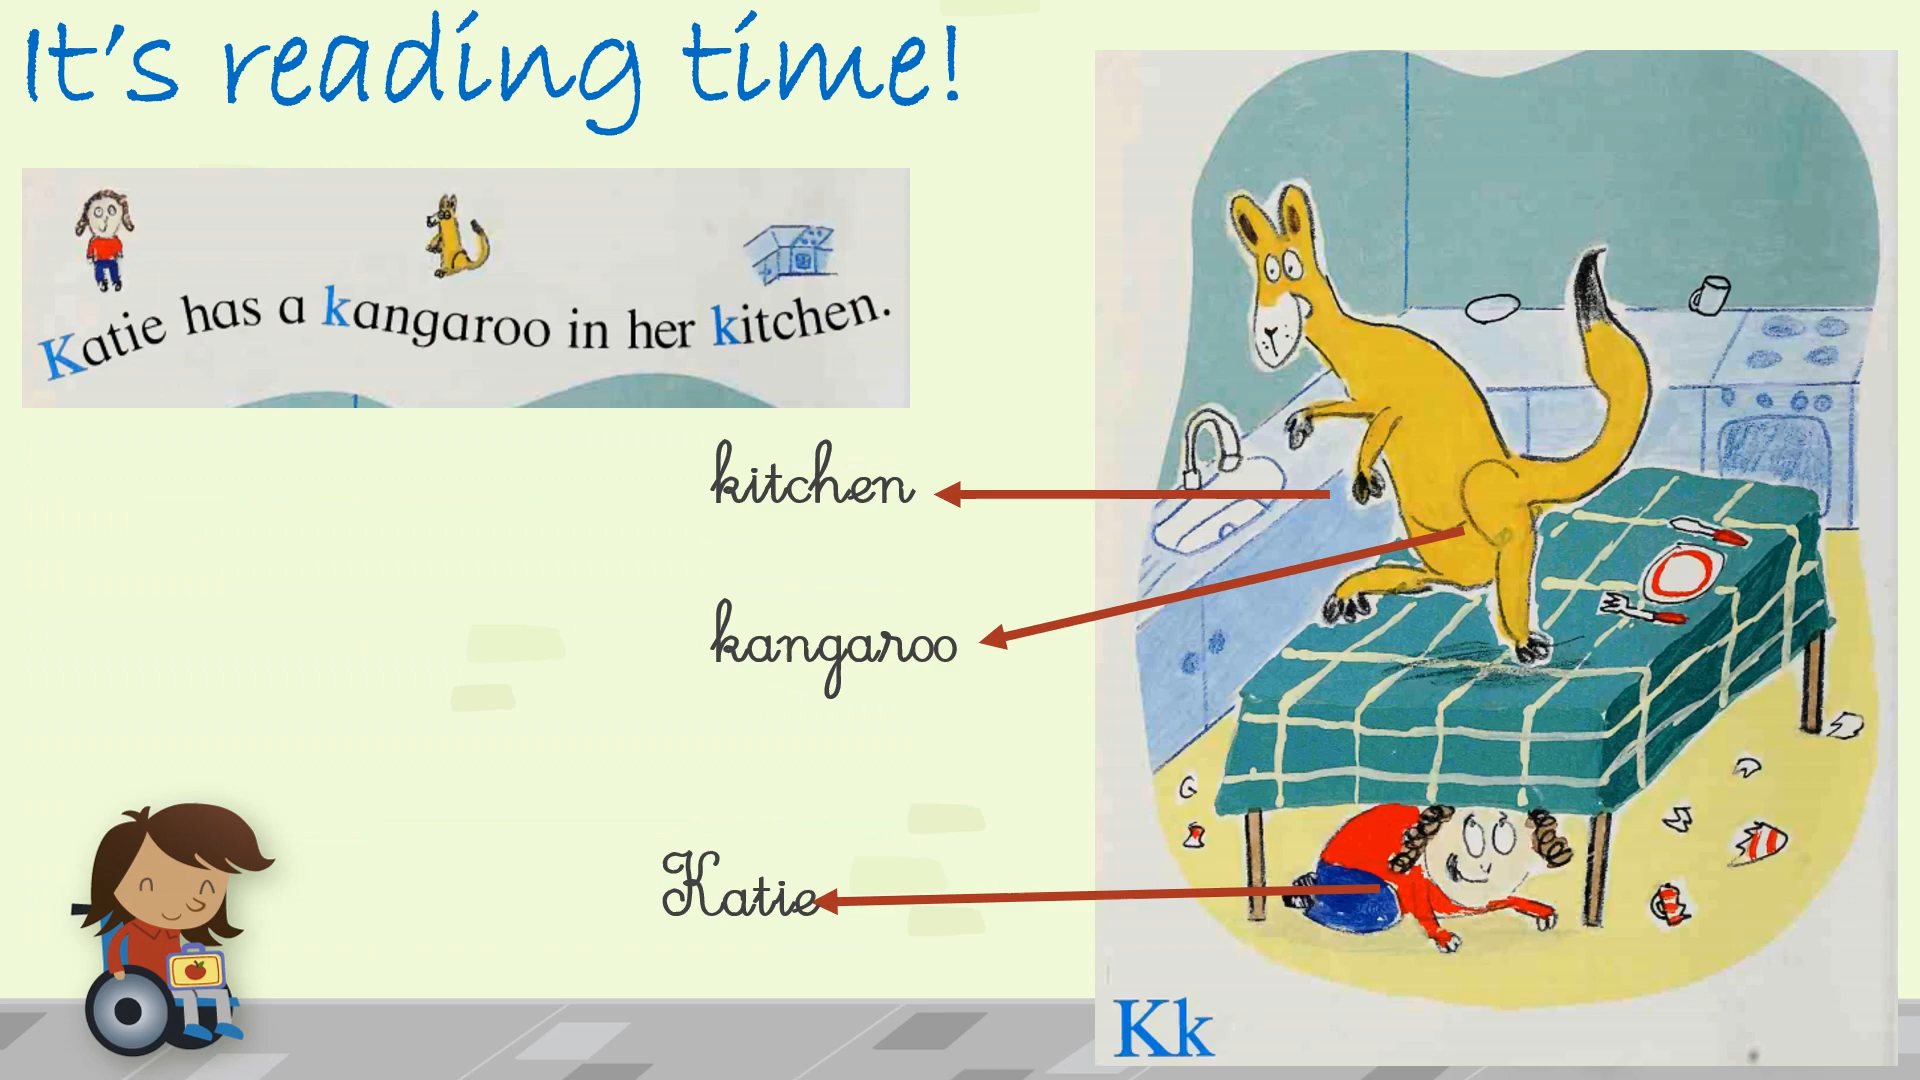 It's reading time!
Katie has a kangaroo in her kitchen.
kitchen
kangaroo
Katie
Kk